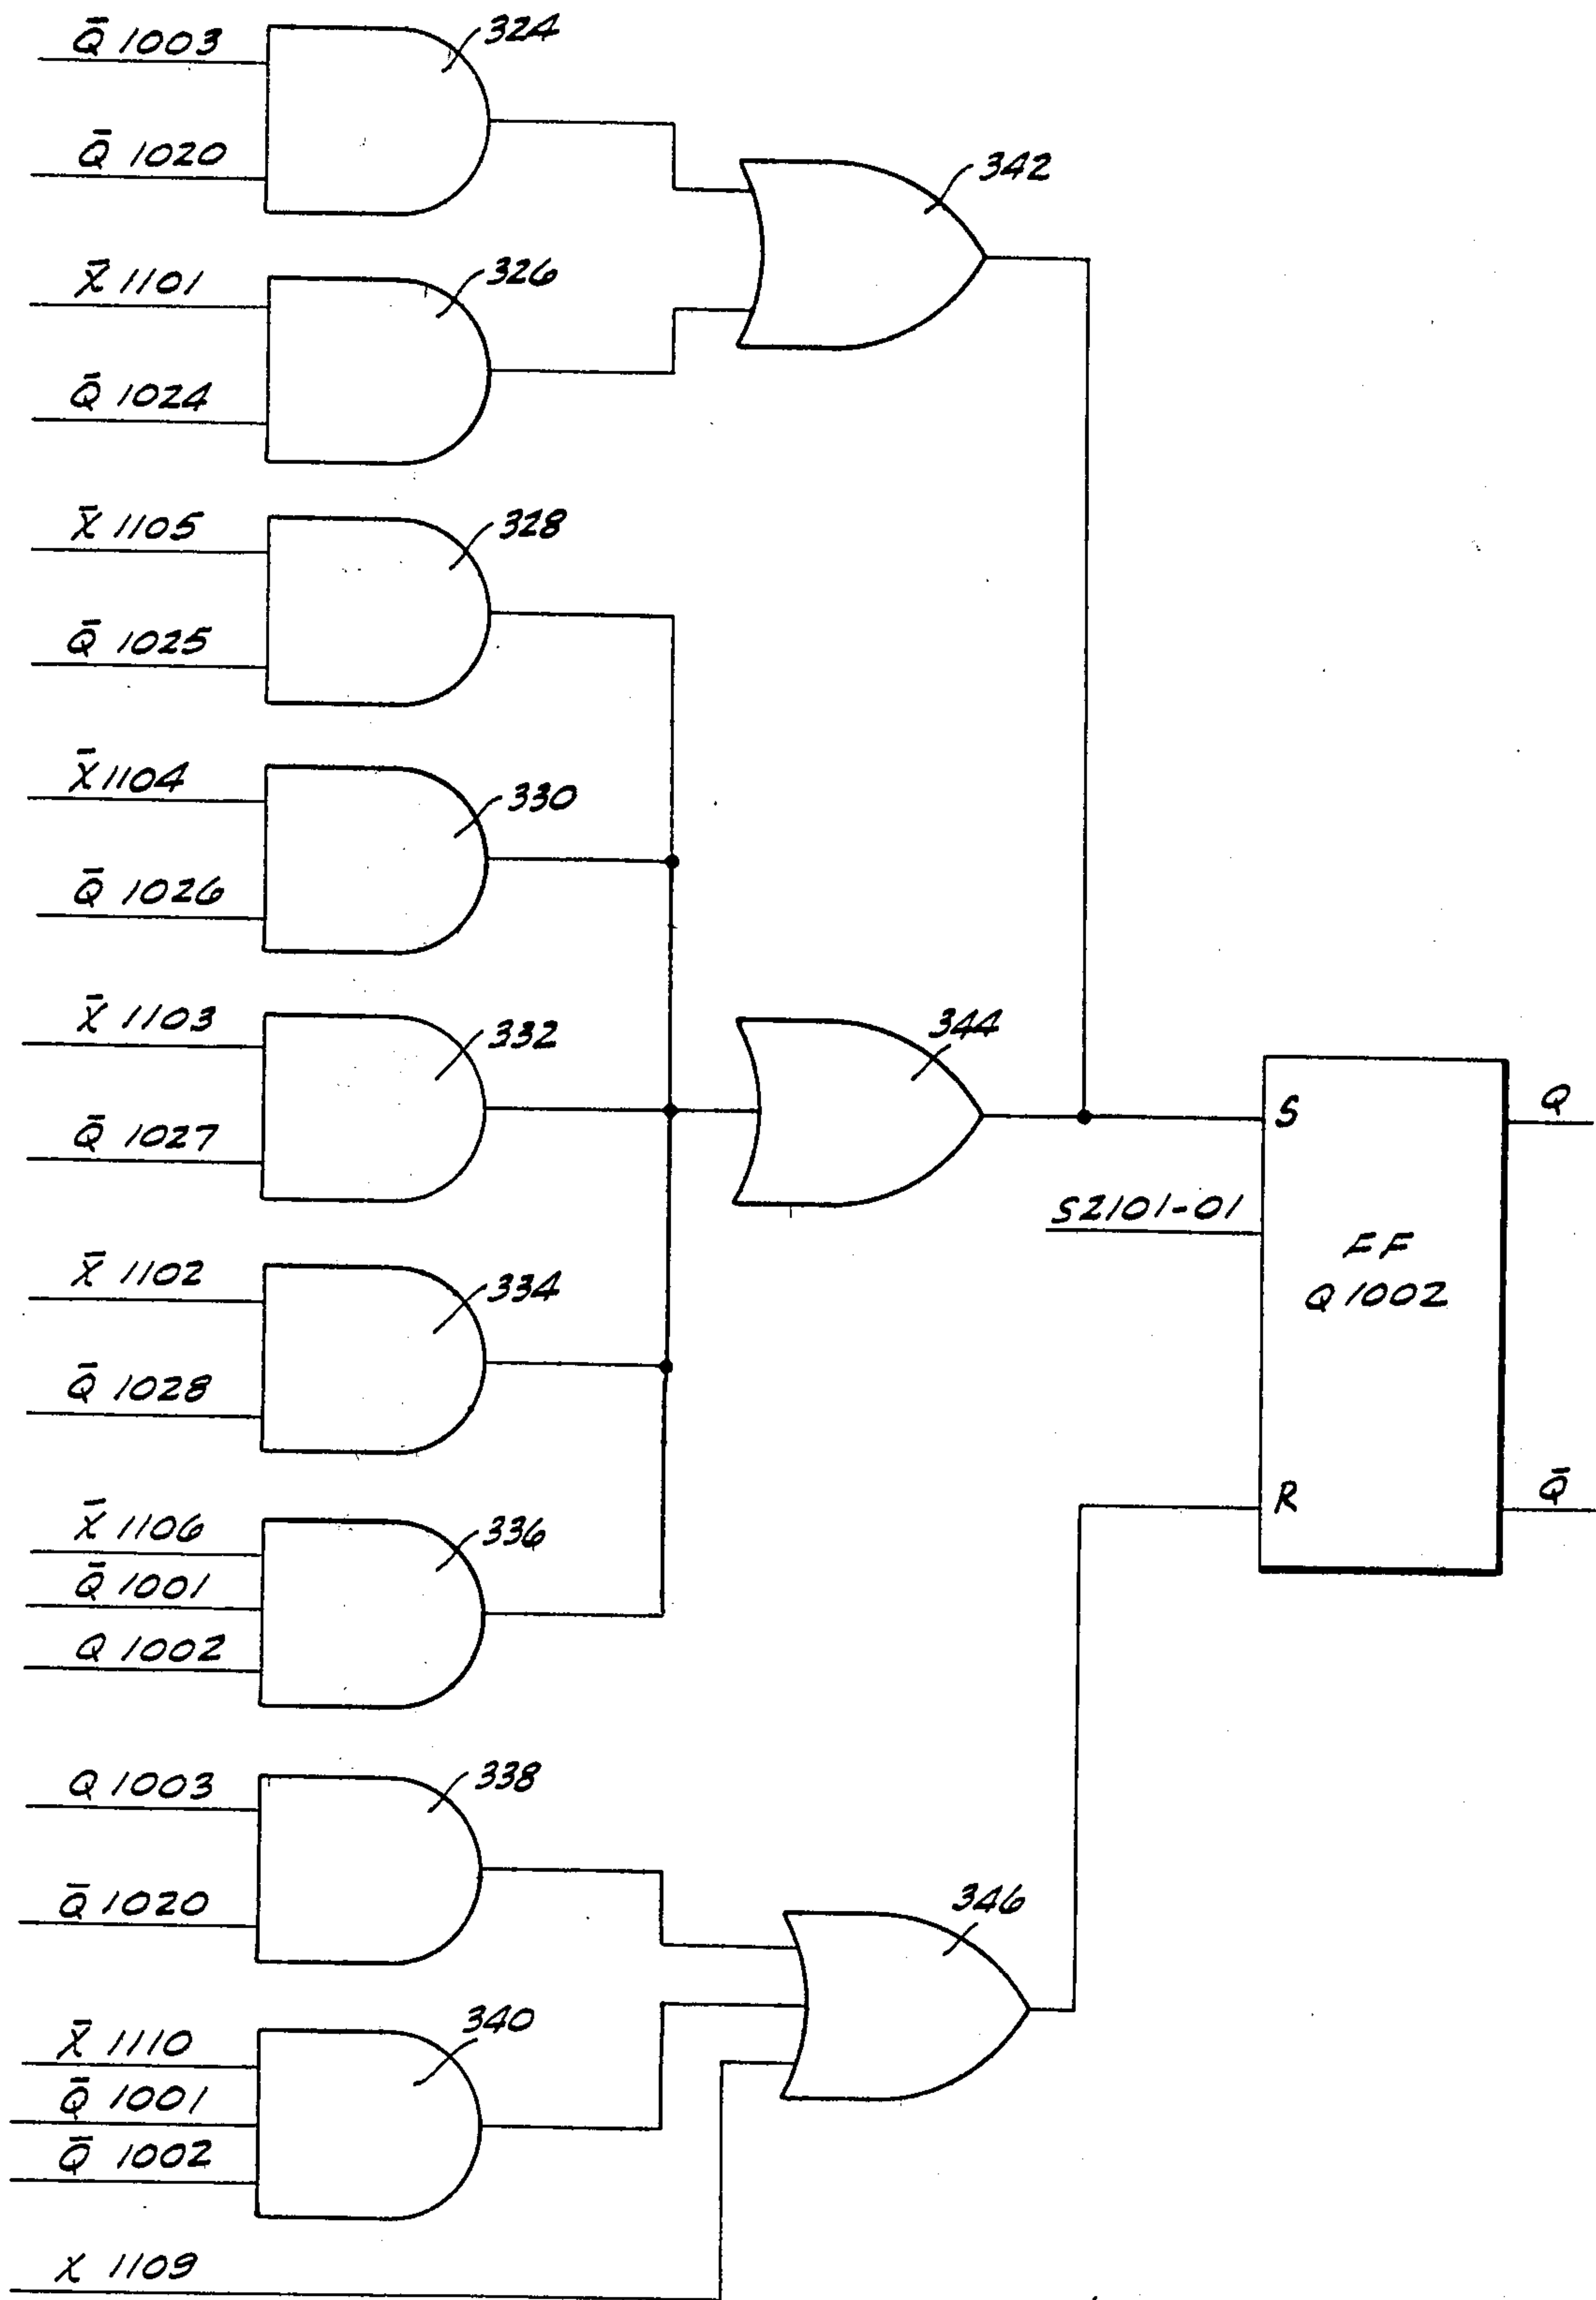 Q̄ 1003
324
Q̄ 1020
342
X̄ 1101
326
Q̄ 1024
X̄ 1105
328
Q̄ 1025
X̄ 1104
330
Q̄ 1026
X̄ 1103
332
344
Q̄ 1027
S
Q
S2101-01
FF
Q 1002
X̄ 1102
334
Q̄ 1028
R
Q̄
X̄ 1106
336
Q̄ 1001
Q 1002
Q 1003
338
Q̄ 1020
346
X̄ 1110
340
Q̄ 1001
Q̄ 1002
X 1109